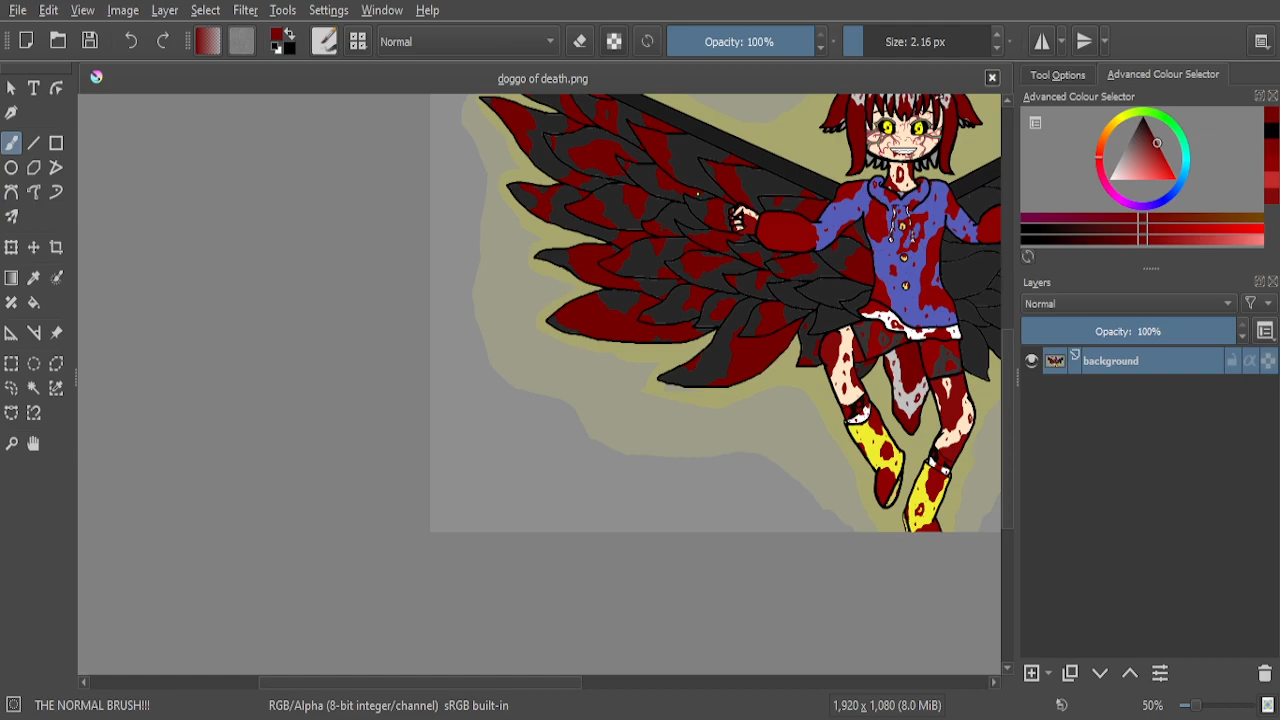 File Edit View Image Layer Select Filter Tools Settings Window Help
Normal Opacity: 100% Size: 2.16 px
doggo of death.png
Tool Options Advanced Colour Selector
Advanced Colour Selector
Layers
Normal
Opacity: 100%
background
THE NORMAL BRUSH!!! RGB/Alpha (8-bit integer/channel) sRGB built-in 1,920 x 1,080 (8.0 MiB) 50%